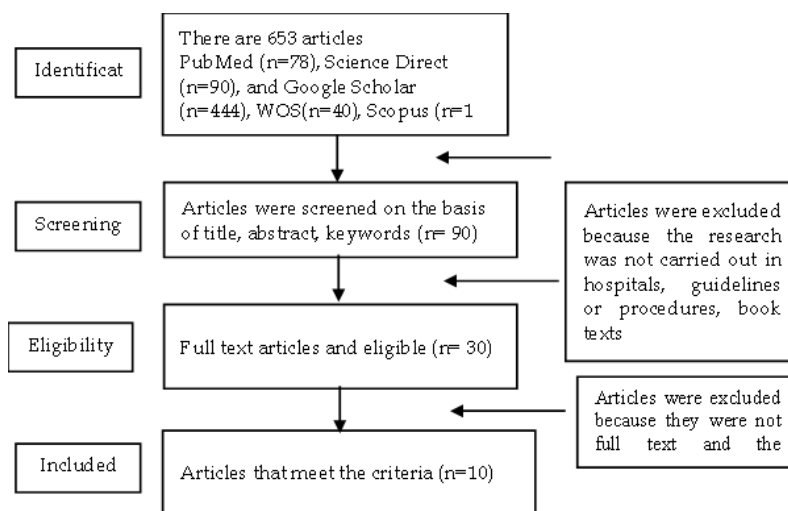 There are 653 articles
PubMed (n=78), Science Direct
(n=90), and Google Scholar
(n=444), WOS(n=40), Scopus (n=1
Identificat
Screening
Articles were screened on the basis
of title, abstract, keywords (n= 90)
Articles were excluded
because the research
was not carried out in
hospitals, guidelines
or procedures, book
texts
Eligibility
Full text articles and eligible (n= 30)
Articles were excluded
because they were not
full text and the
Included
Articles that meet the criteria (n=10)